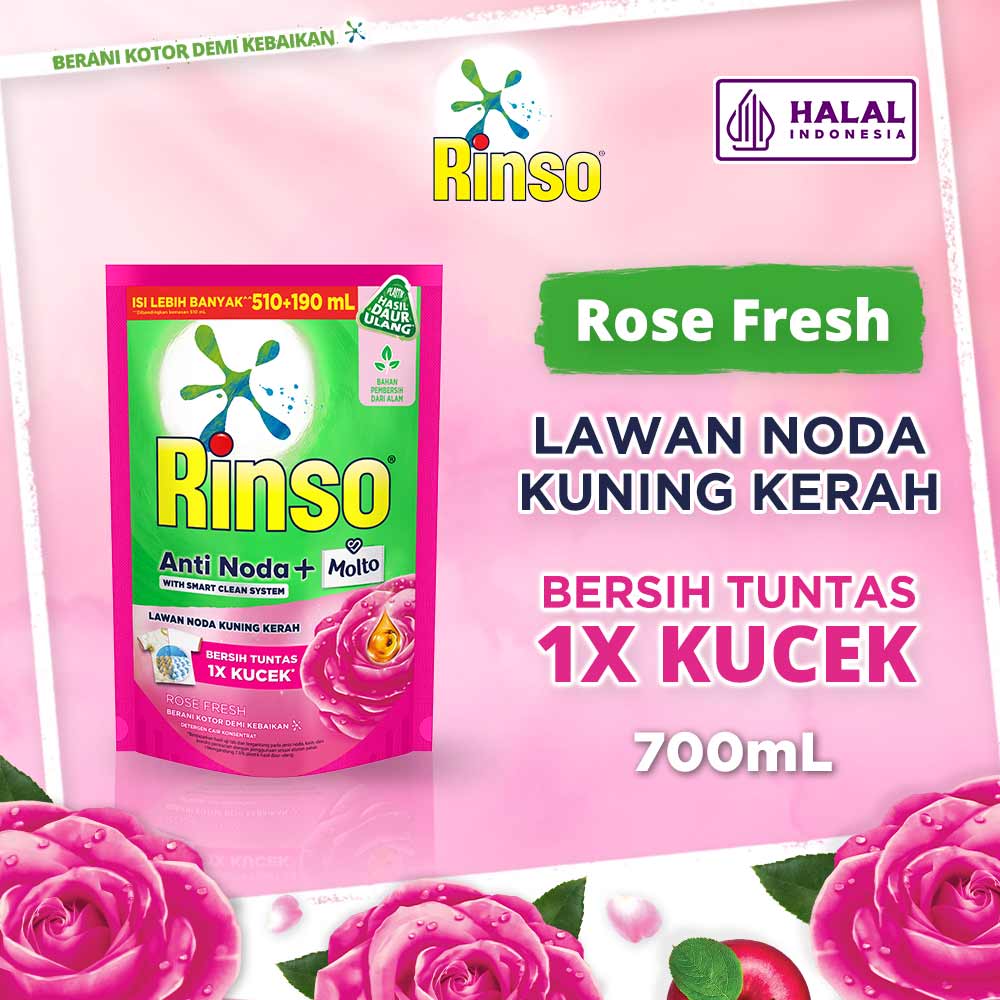 BERANI KOTOR DEMI KEBAIKAN
Rinso
HALAL
INDONESIA
ISI LEBIH BANYAK^^ 510+190 mL
PLASTIK
HASIL
DAUR
ULANG
BAHAN
PEMBERSIH
DARI ALAM
Rinso
Anti Noda +
Molto
WITH SMART CLEAN SYSTEM
LAWAN NODA KUNING KERAH
BERSIH TUNTAS
1X KUCEK*
ROSE FRESH
BERANI KOTOR DEMI KEBAIKAN
DETERGEN CAIR KONSENTRAT
Rose Fresh
LAWAN NODA
KUNING KERAH
BERSIH TUNTAS
1X KUCEK
700mL